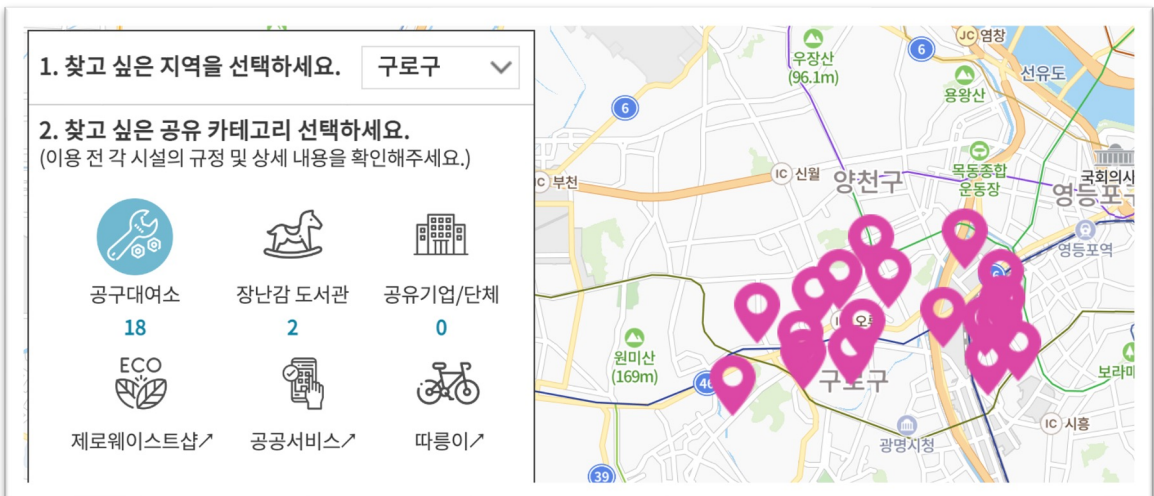 1. 찾고 싶은 지역을 선택하세요.
구로구
2. 찾고 싶은 공유 카테고리 선택하세요.
(이용 전 각 시설의 규정 및 상세 내용을 확인해주세요.)
공구대여소
18
장난감 도서관
2
공유기업/단체
0
ECO
제로웨이스트샵↗
공공서비스↗
따릉이↗
우장산
(96.1m)
6
JC 염창
선유도
용왕산
6
IC 부천
IC 신월
양천구
목동종합
운동장
국회의사
영등포구
영등포역
6
원미산
(169m)
46
구로구
보라매
광명시청
IC 시흥
39